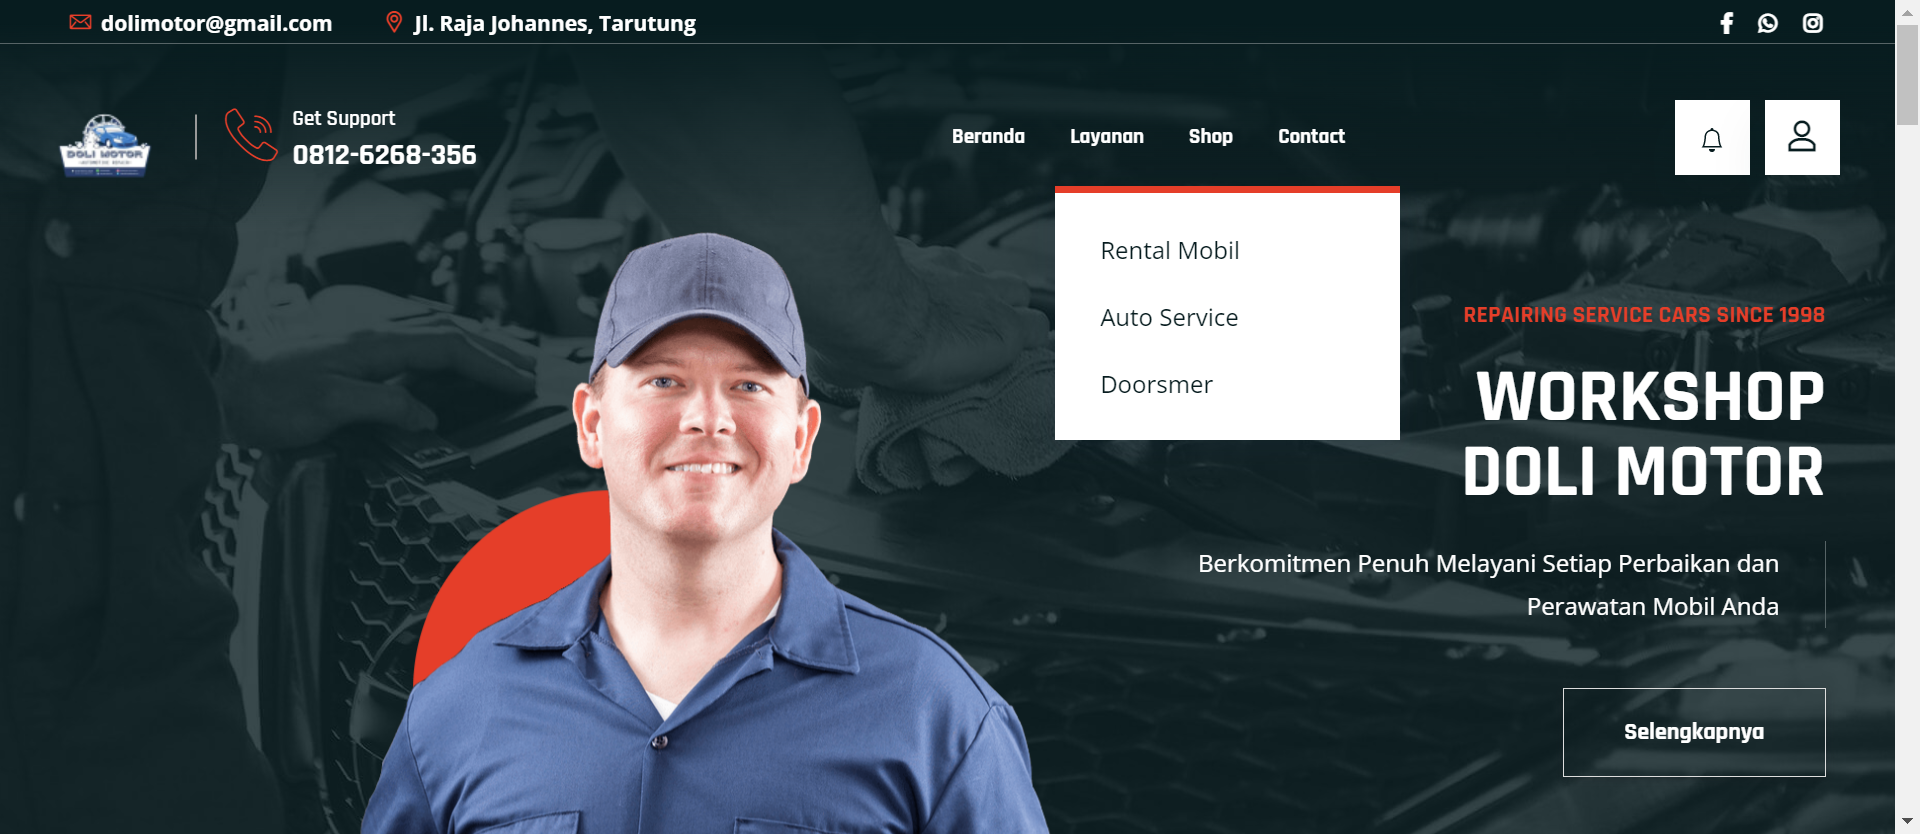 dolimotor@gmail.com
Jl. Raja Johannes, Tarutung
DOLI MOTOR
Get Support
0812-6268-356
Beranda
Layanan
Shop
Contact
Rental Mobil
Auto Service
Doorsmer
REPAIRING SERVICE CARS SINCE 1998
WORKSHOP
DOLI MOTOR
Berkomitmen Penuh Melayani Setiap Perbaikan dan
Perawatan Mobil Anda
Selengkapnya